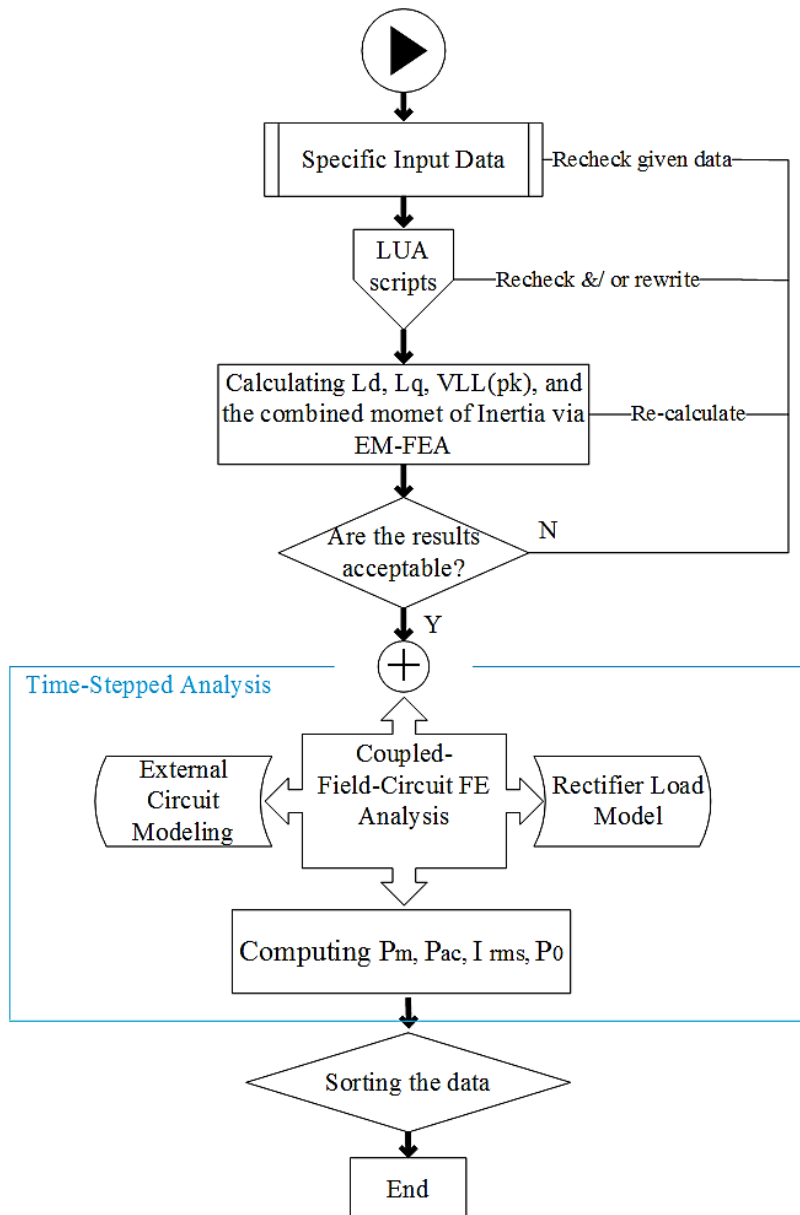 Specific Input Data
Recheck given data
LUA
scripts
Recheck &/ or rewrite
Calculating Ld, Lq, VLL(pk), and
the combined momet of Inertia via
EM-FEA
Re-calculate
Are the results
acceptable?
N
Y
Time-Stepped Analysis
External
Circuit
Modeling
Coupled-
Field-Circuit FE
Analysis
Rectifier Load
Model
Computing Pm, Pac, I rms, P0
Sorting the data
End